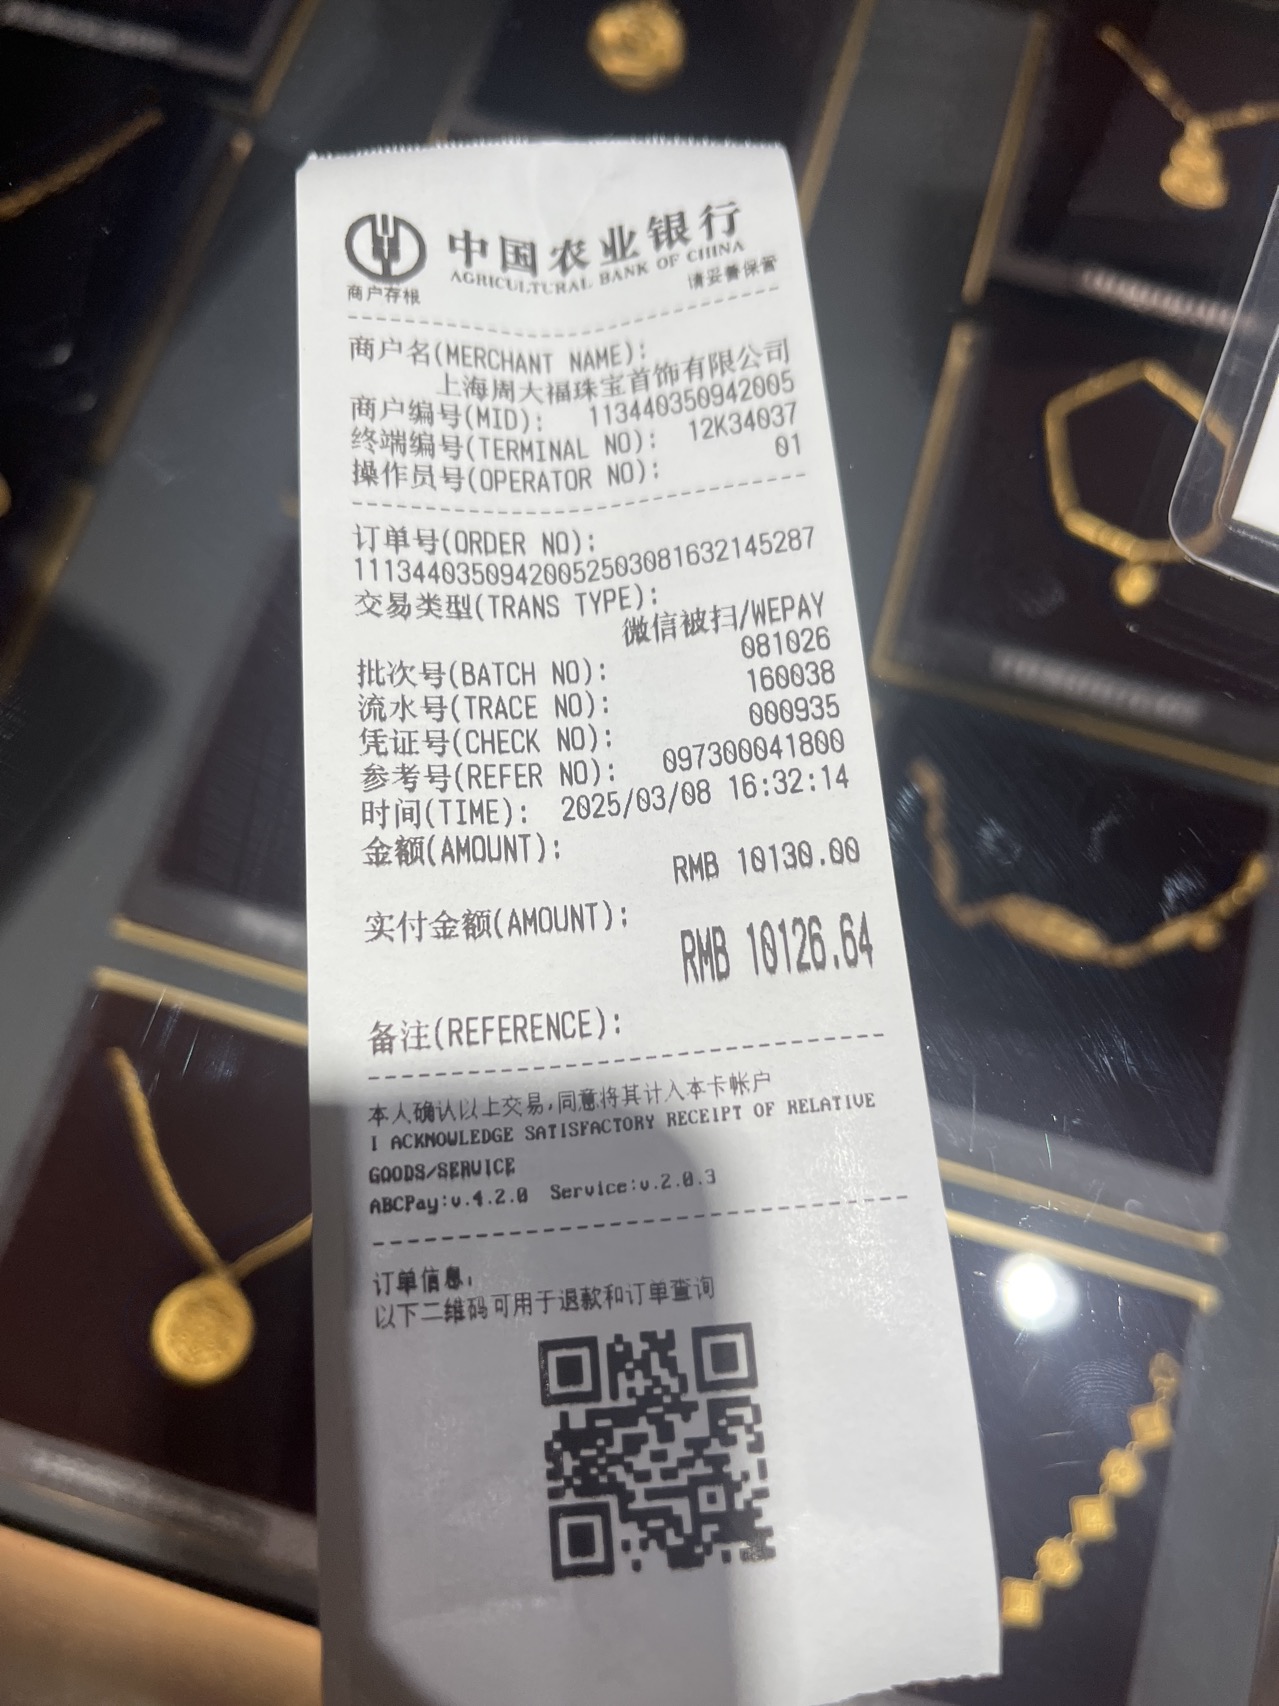 中国农业银行
AGRICULTURAL BANK OF CHINA
商户存根 请妥善保管
商户名(MERCHANT NAME):
上海周大福珠宝首饰有限公司
商户编号(MID): 113440350942005
终端编号(TERMINAL NO): 12K34037
操作员号(OPERATOR NO): 01
订单号(ORDER NO):
11134403509420052503081632145287
交易类型(TRANS TYPE):
微信被扫/WEPAY
批次号(BATCH NO): 081026
流水号(TRACE NO): 160038
凭证号(CHECK NO): 000935
参考号(REFER NO): 097300041800
时间(TIME): 2025/03/08 16:32:14
金额(AMOUNT):
RMB 10130.00
实付金额(AMOUNT):
RMB 10126.64
备注(REFERENCE):
本人确认以上交易,同意将其计入本卡帐户
I ACKNOWLEDGE SATISFACTORY RECEIPT OF RELATIVE
GOODS/SERVICE
ABCPay:v.4.2.0 Service:v.2.0.3
订单信息:
以下二维码可用于退款和订单查询